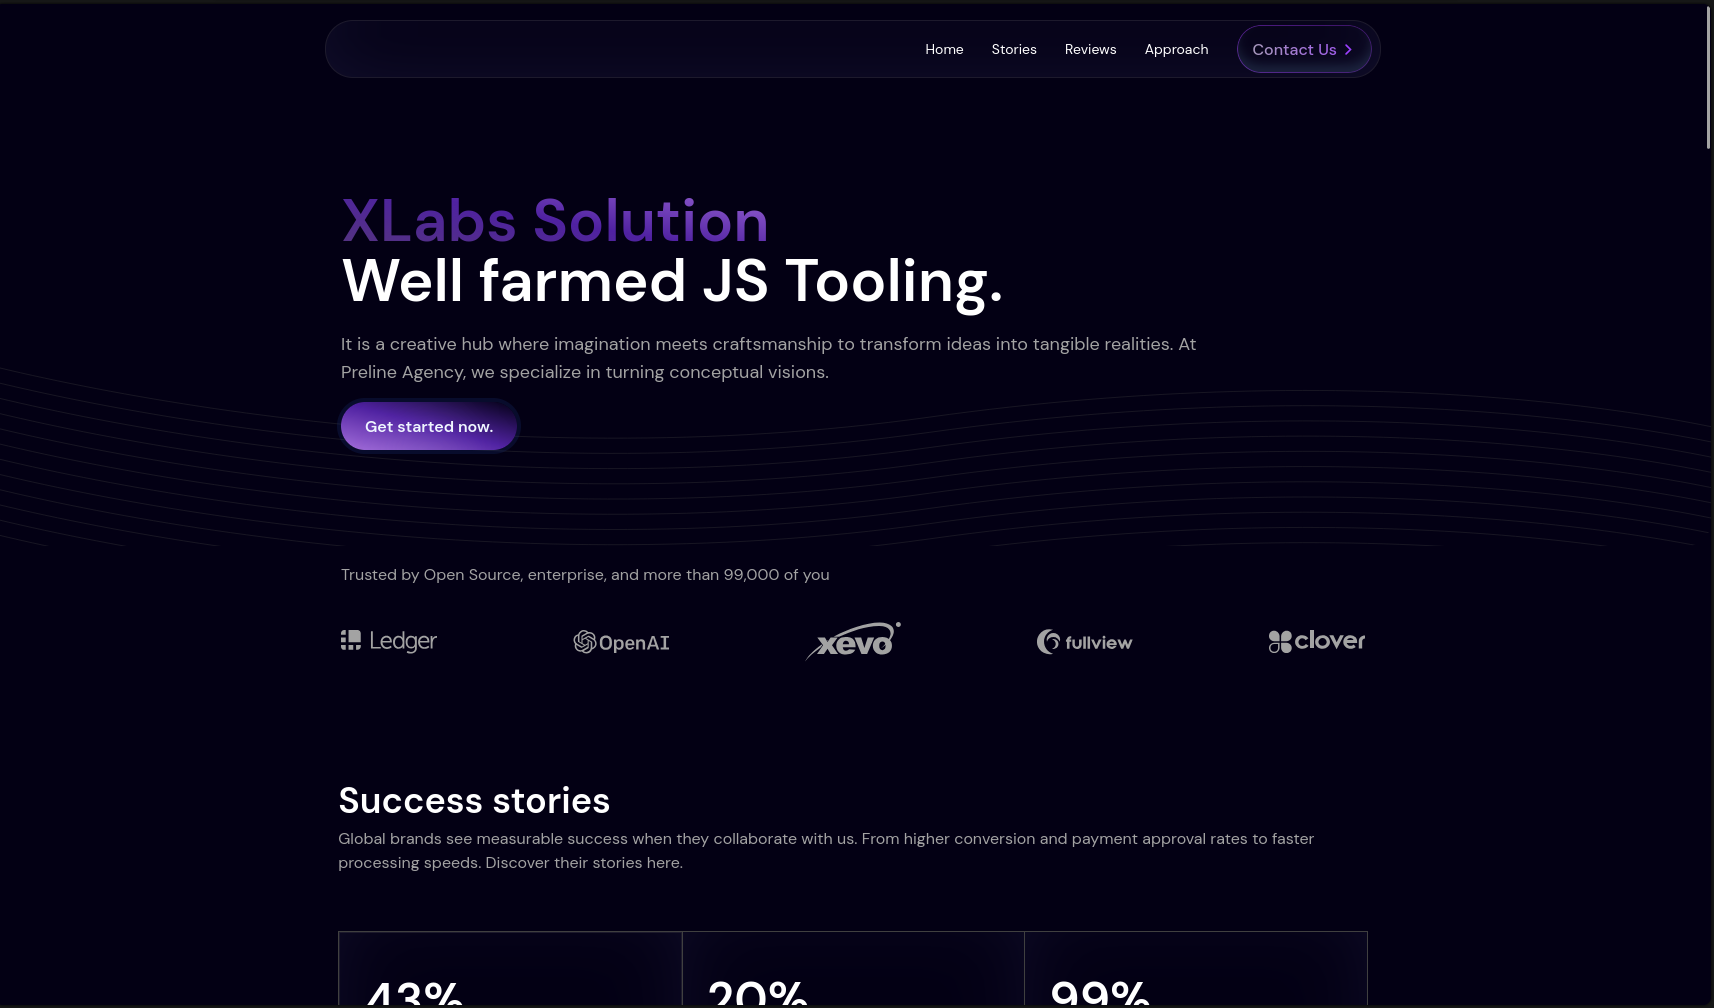 Home Stories Reviews Approach Contact Us
XLabs Solution
Well farmed JS Tooling.
It is a creative hub where imagination meets craftsmanship to transform ideas into tangible realities. At
Preline Agency, we specialize in turning conceptual visions.
Get started now.
Trusted by Open Source, enterprise, and more than 99,000 of you
Ledger OpenAI xevo fullview clover
Success stories
Global brands see measurable success when they collaborate with us. From higher conversion and payment approval rates to faster
processing speeds. Discover their stories here.
43% 20% 99%